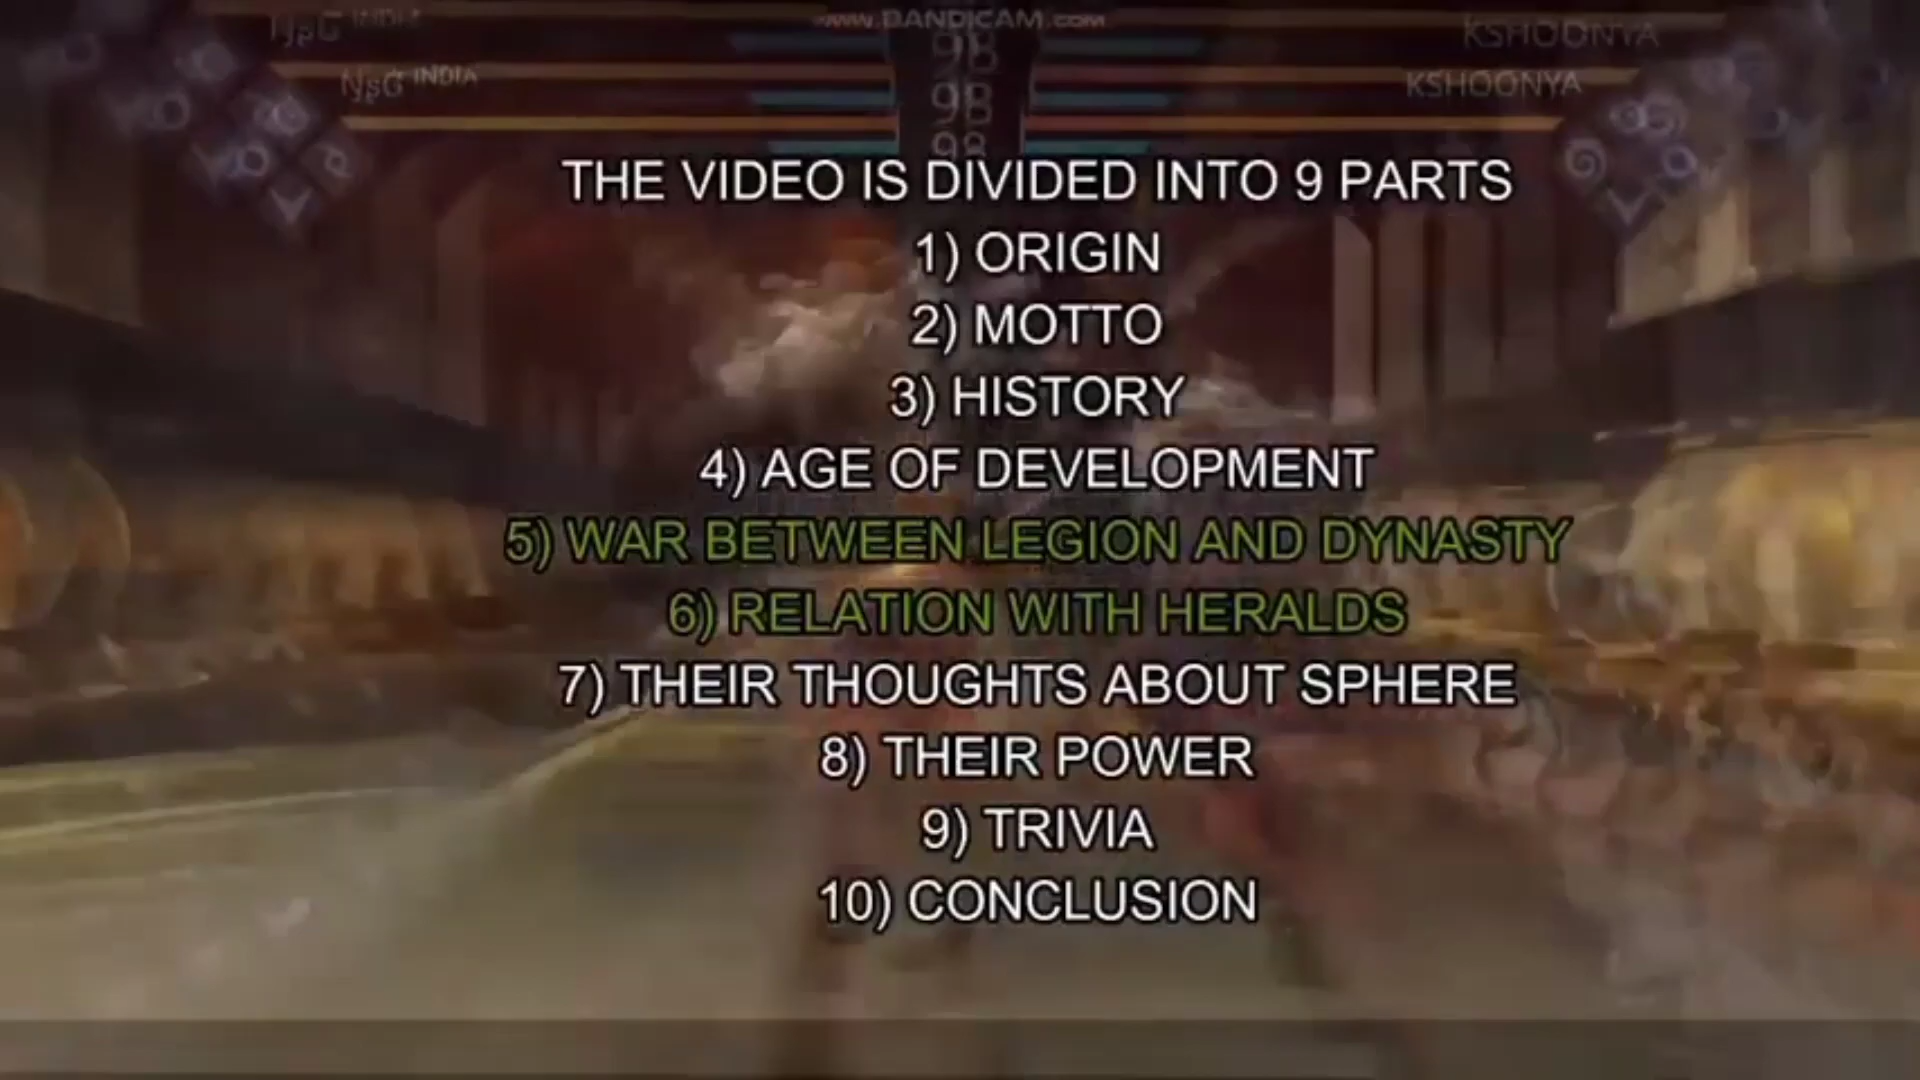 www.BANDICAM.com
INDIA
KSHOONYA
98
NsG INDIA
KSHOONYA
98
98
THE VIDEO IS DIVIDED INTO 9 PARTS
1) ORIGIN
2) MOTTO
3) HISTORY
4) AGE OF DEVELOPMENT
5) WAR BETWEEN LEGION AND DYNASTY
6) RELATION WITH HERALDS
7) THEIR THOUGHTS ABOUT SPHERE
8) THEIR POWER
9) TRIVIA
10) CONCLUSION